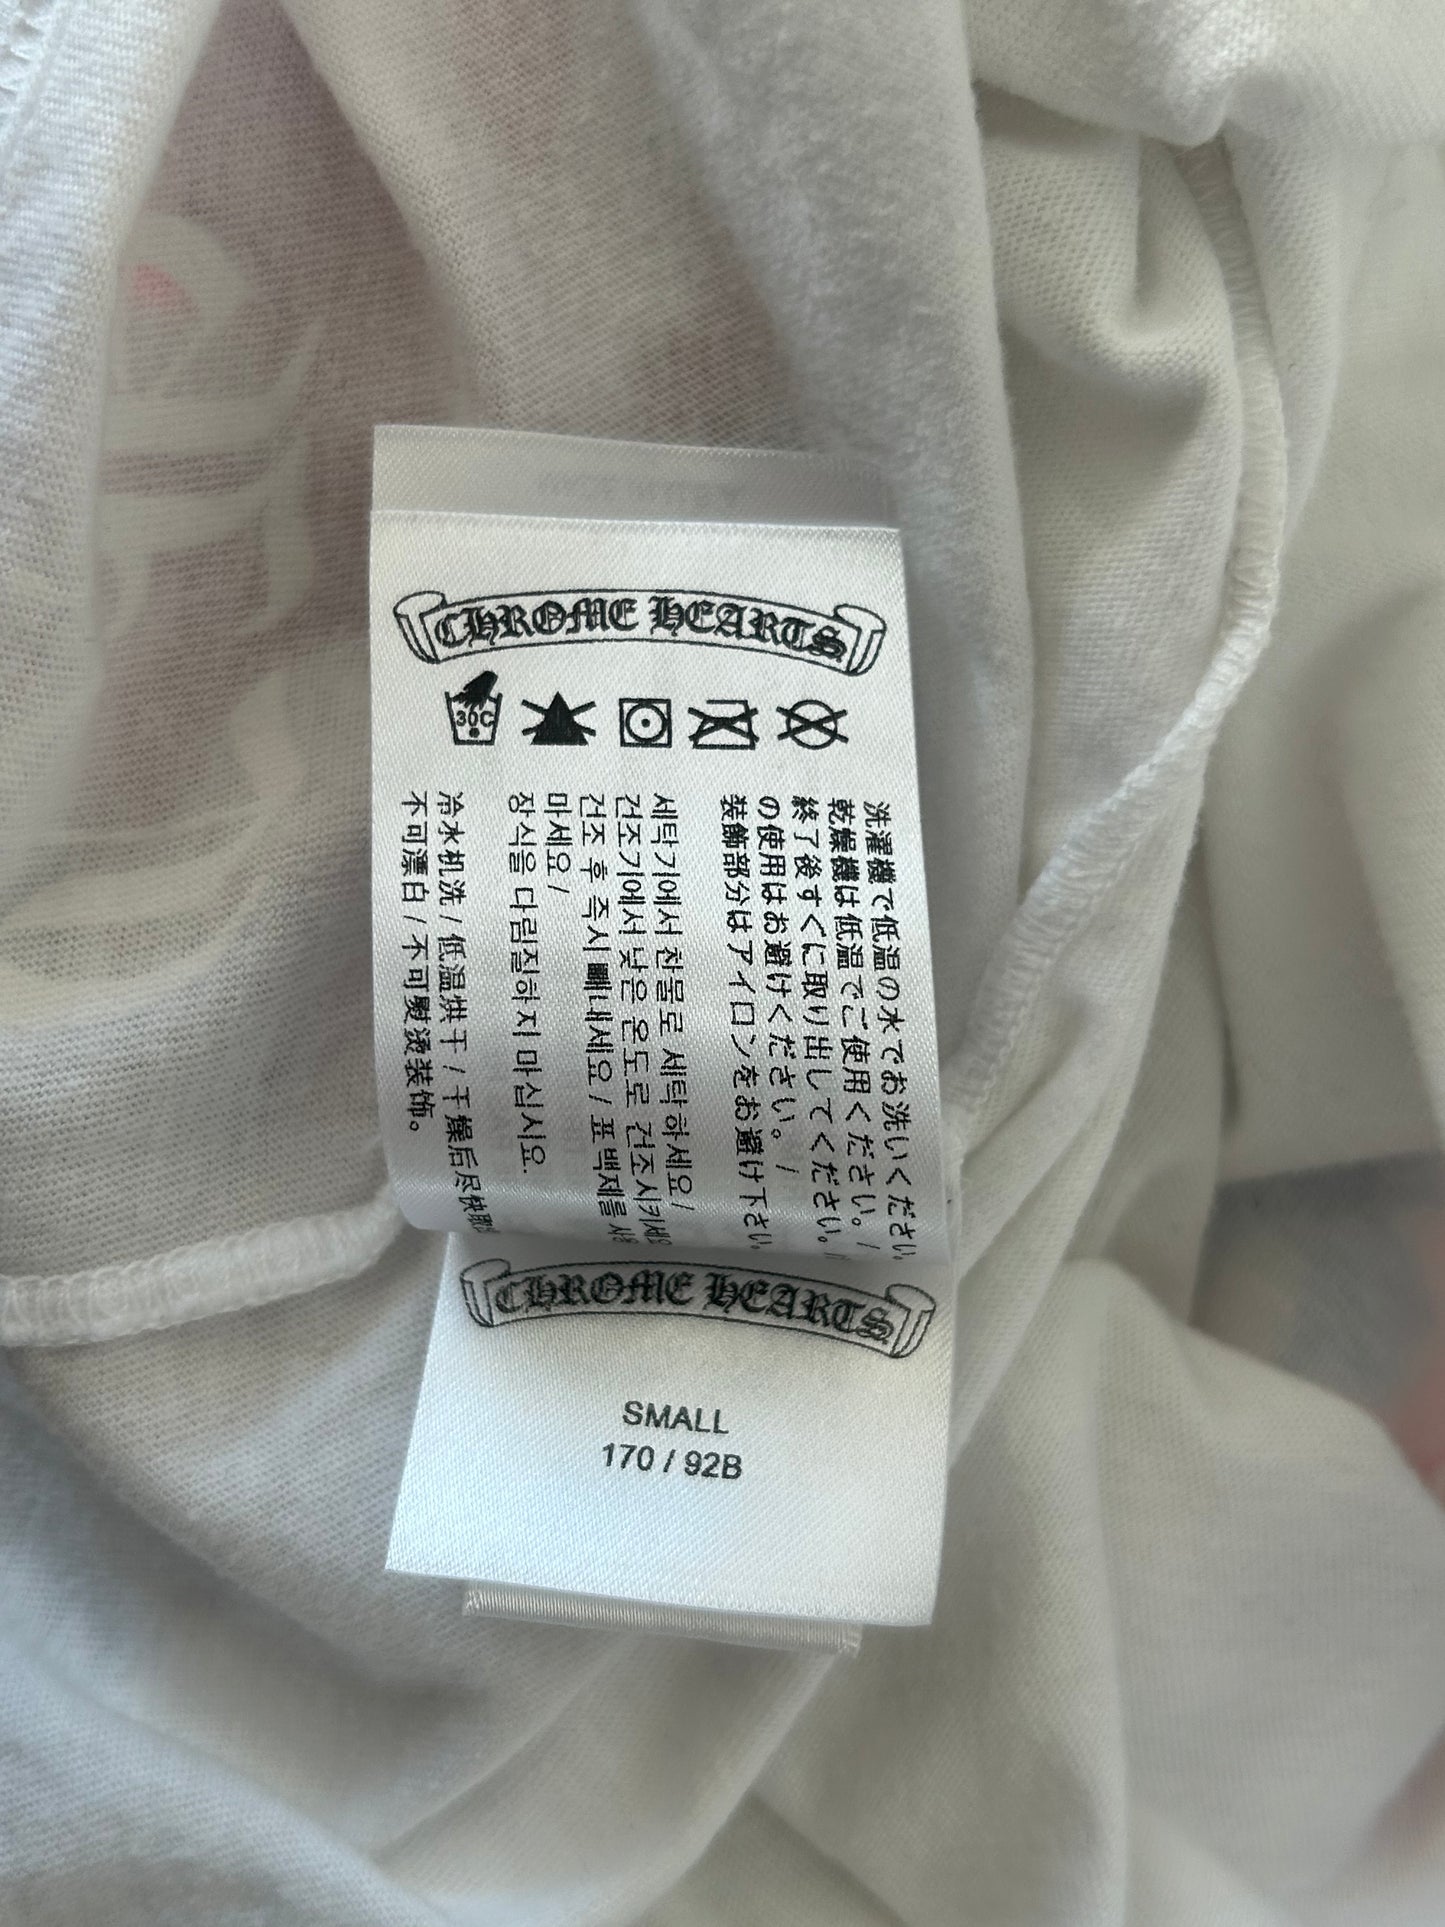 CHROME HEARTS
30C
洗濯機で低温の水でお洗いください。
乾燥機は低温でご使用ください。/
終了後すぐに取り出してください。/
の使用はお避けください。/
装飾部分はアイロンをお避け下さい。
세탁기에서 찬물로 세탁하세요 /
건조기에서 낮은 온도로 건조시키세요
건조 후 즉시 빼내세요 / 표백제를
마세요 /
장식을 다림질하지 마십시요.
冷水机洗 / 低温烘干 / 干燥后尽快
不可漂白 / 不可熨烫装饰。
CHROME HEARTS
SMALL
170 / 92B